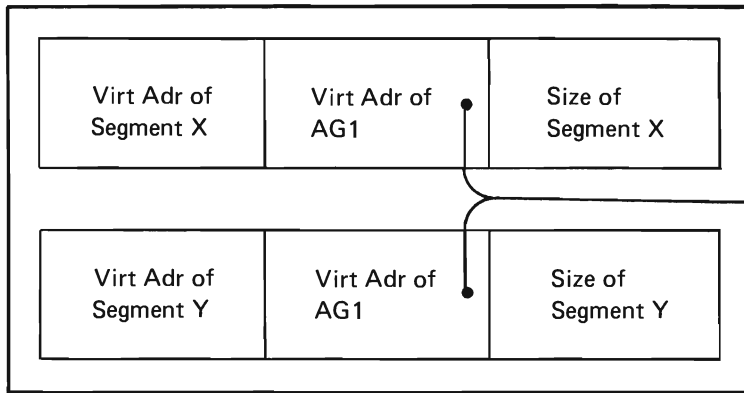 Virt Adr of
Segment X
Virt Adr of
AG1
Size of
Segment X
Virt Adr of
Segment Y
Virt Adr of
AG1
Size of
Segment Y